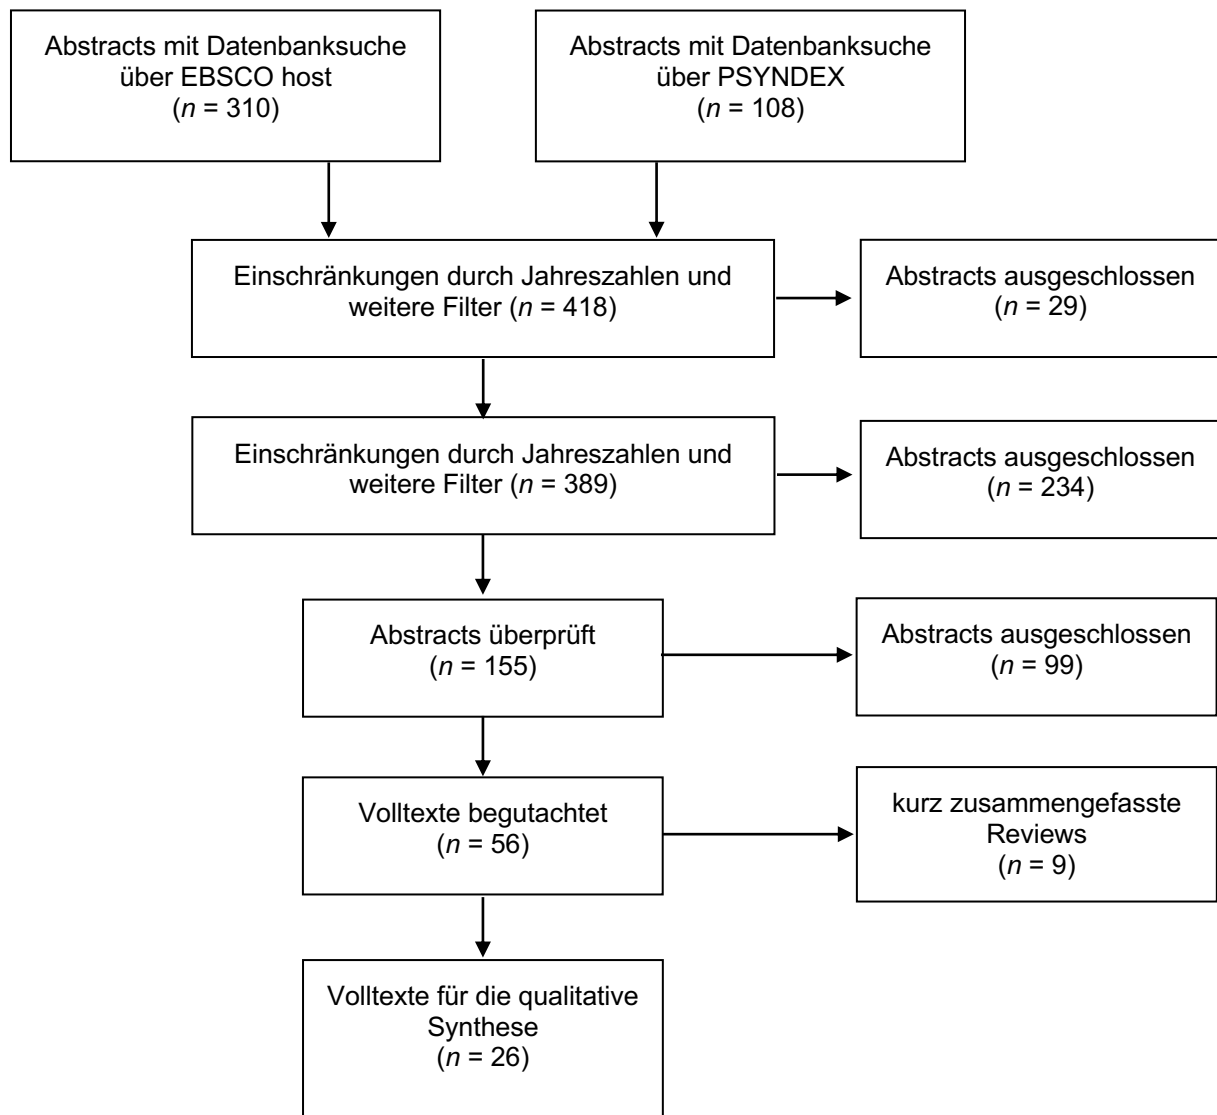 Abstracts mit Datenbanksuche
über EBSCO host
(n = 310)
Abstracts mit Datenbanksuche
über PSYNDEX
(n = 108)
Einschränkungen durch Jahreszahlen und
weitere Filter (n = 418)
Abstracts ausgeschlossen
(n = 29)
Einschränkungen durch Jahreszahlen und
weitere Filter (n = 389)
Abstracts ausgeschlossen
(n = 234)
Abstracts überprüft
(n = 155)
Abstracts ausgeschlossen
(n = 99)
Volltexte begutachtet
(n = 56)
kurz zusammengefasste
Reviews
(n = 9)
Volltexte für die qualitative
Synthese
(n = 26)